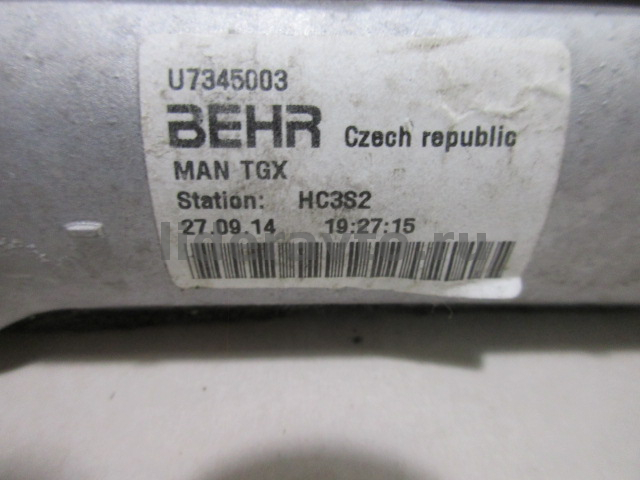 U7345003
BEHR Czech republic
MAN TGX
Station: HC3S2
27.09.14 19:27:15